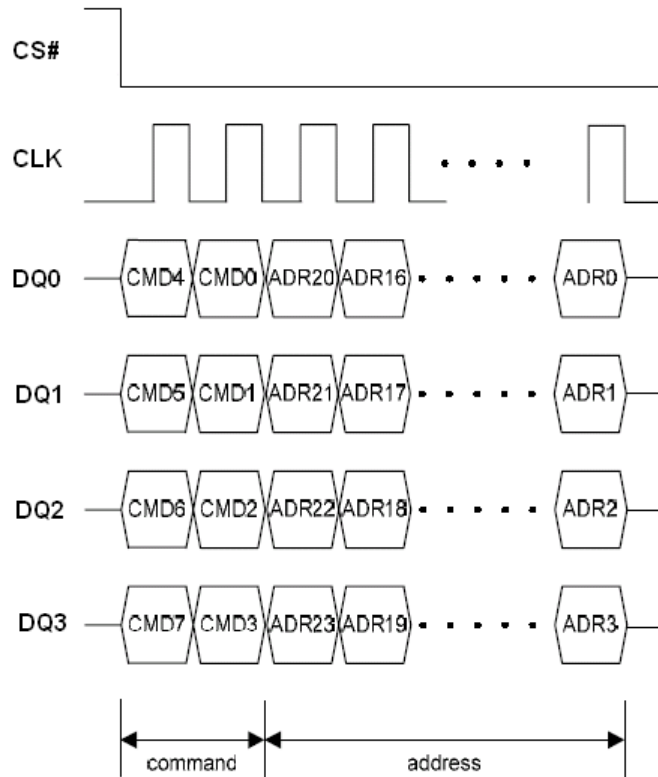 CS#
CLK
DQ0 CMD4 CMD0 ADR20 ADR16 ADR0
DQ1 CMD5 CMD1 ADR21 ADR17 ADR1
DQ2 CMD6 CMD2 ADR22 ADR18 ADR2
DQ3 CMD7 CMD3 ADR23 ADR19 ADR3
command address